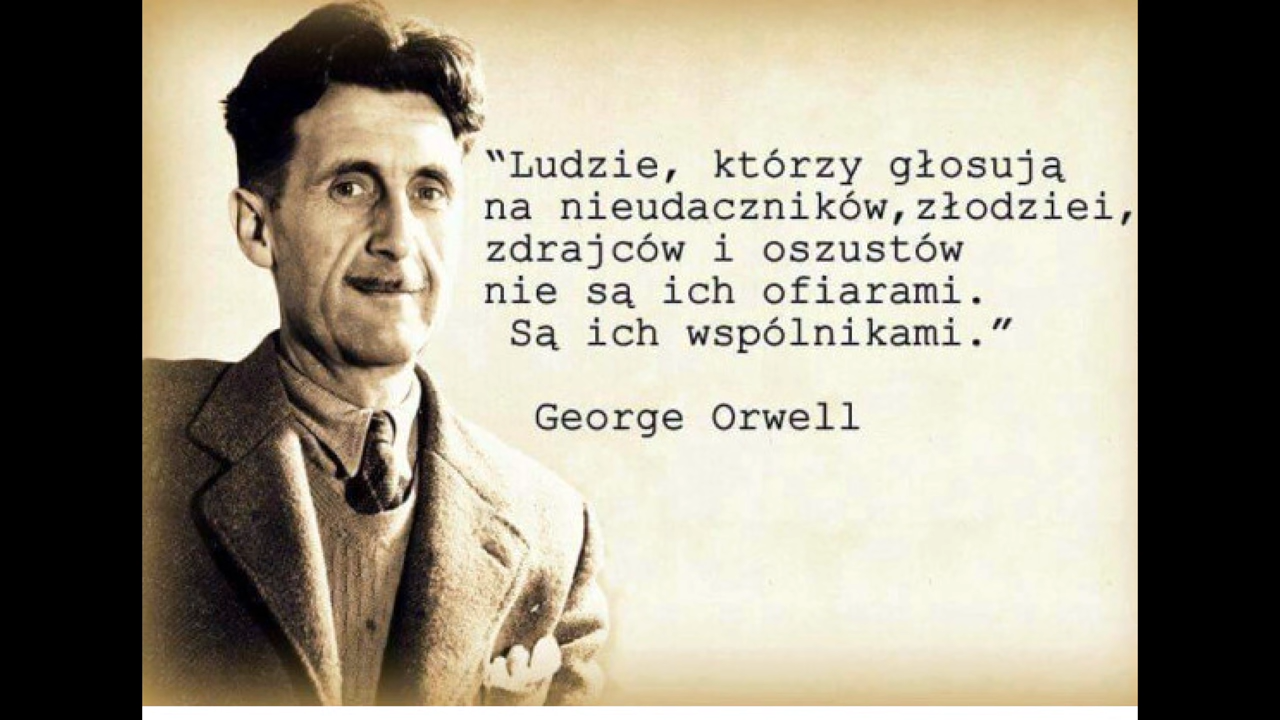 “Ludzie, którzy głosują
na nieudaczników,złodziei,
zdrajców i oszustów
nie są ich ofiarami.
Są ich wspólnikami.”
George Orwell